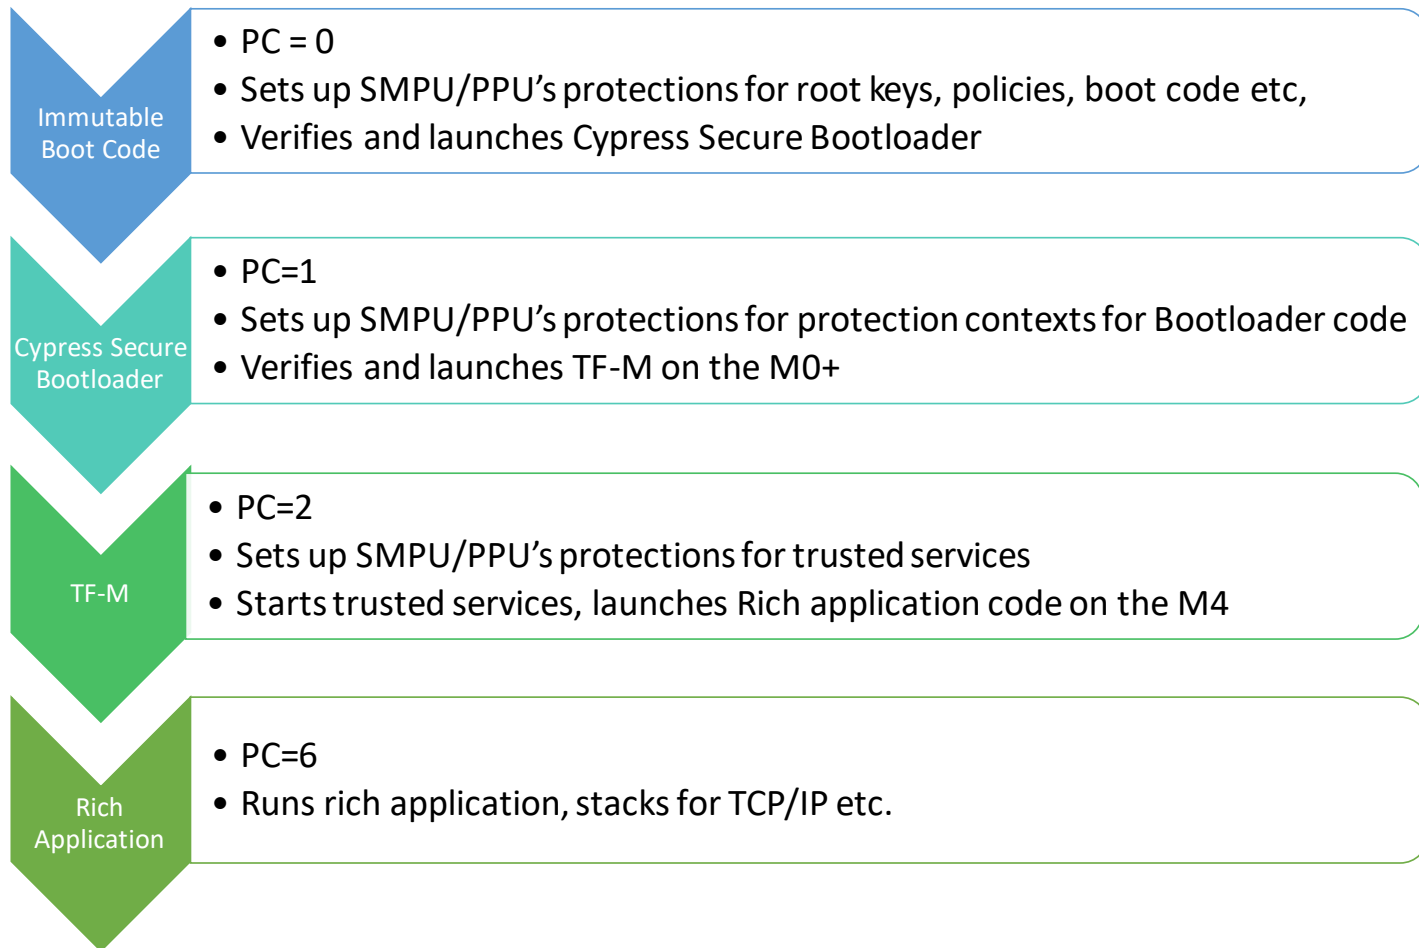 Immutable
Boot Code
• PC = 0
• Sets up SMPU/PPU’s protections for root keys, policies, boot code etc,
• Verifies and launches Cypress Secure Bootloader
Cypress Secure
Bootloader
• PC=1
• Sets up SMPU/PPU’s protections for protection contexts for Bootloader code
• Verifies and launches TF-M on the M0+
TF-M
• PC=2
• Sets up SMPU/PPU’s protections for trusted services
• Starts trusted services, launches Rich application code on the M4
Rich
Application
• PC=6
• Runs rich application, stacks for TCP/IP etc.